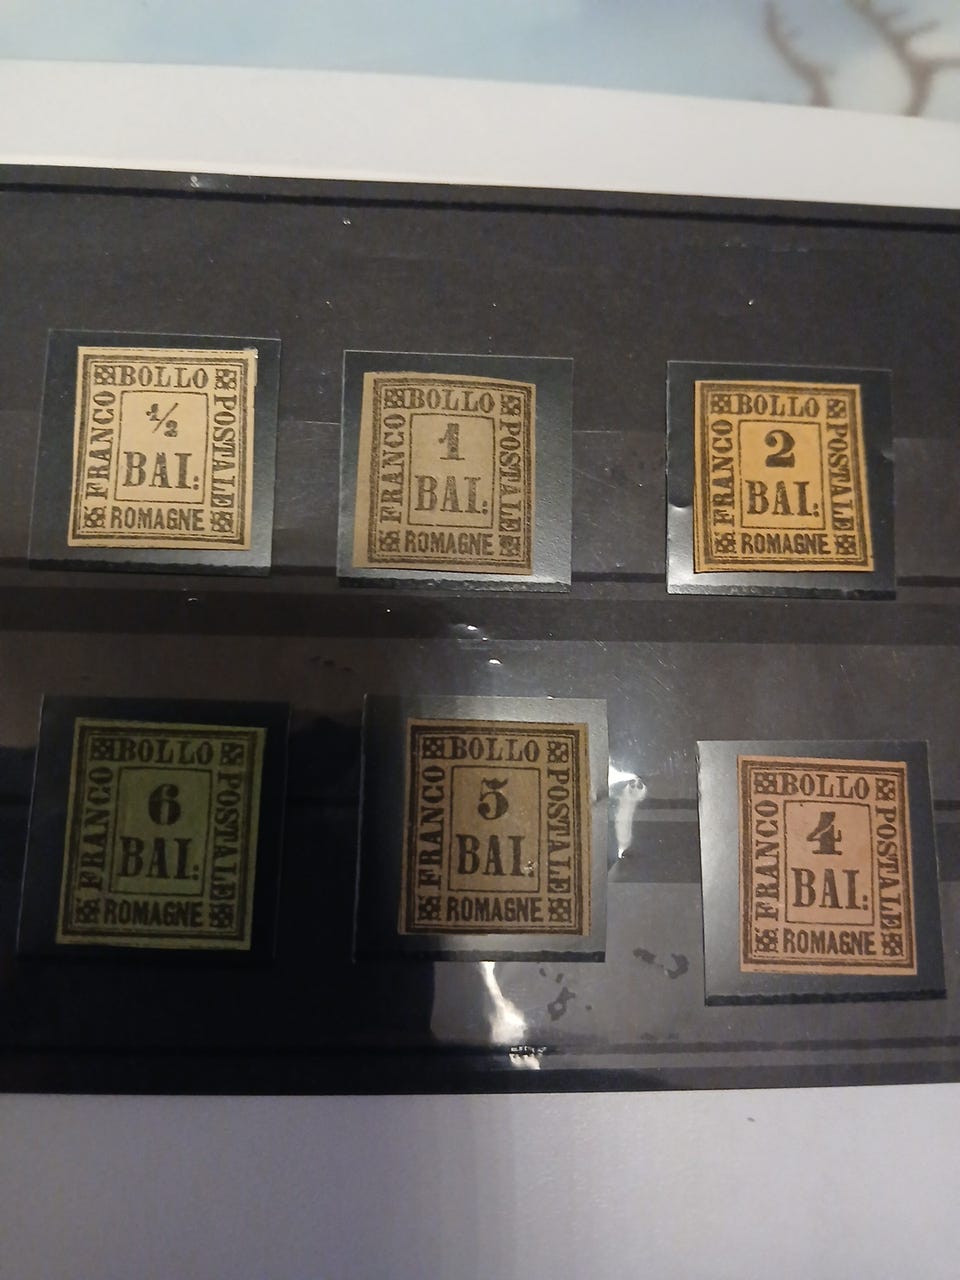 BOLLO
FRANCO
1/2
BAI:
POSTALE
ROMAGNE
BOLLO
FRANCO
1
BAI:
POSTALE
ROMAGNE
BOLLO
FRANCO
2
BAI:
POSTALE
ROMAGNE
BOLLO
FRANCO
6
BAI:
POSTALE
ROMAGNE
BOLLO
FRANCO
5
BAI:
POSTALE
ROMAGNE
BOLLO
FRANCO
4
BAI:
POSTALE
ROMAGNE